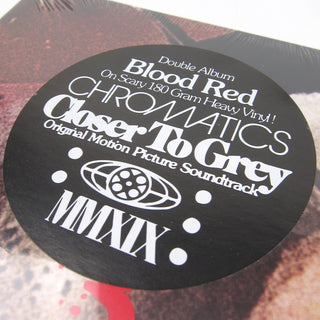 Double Album
Blood Red
On Scary 180 Gram Heavy Vinyl!
CHROMATICS
Closer To Grey
Original Motion Picture Soundtrack
MMXIX